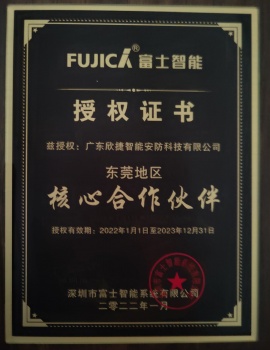 FUJICA 富士智能
授权证书
兹授权：广东欣捷智能安防科技有限公司
东莞地区
核心合作伙伴
授权有效期：2022年1月1日至2023年12月31日
深圳市富士智能系统有限公司
二〇二二年一月